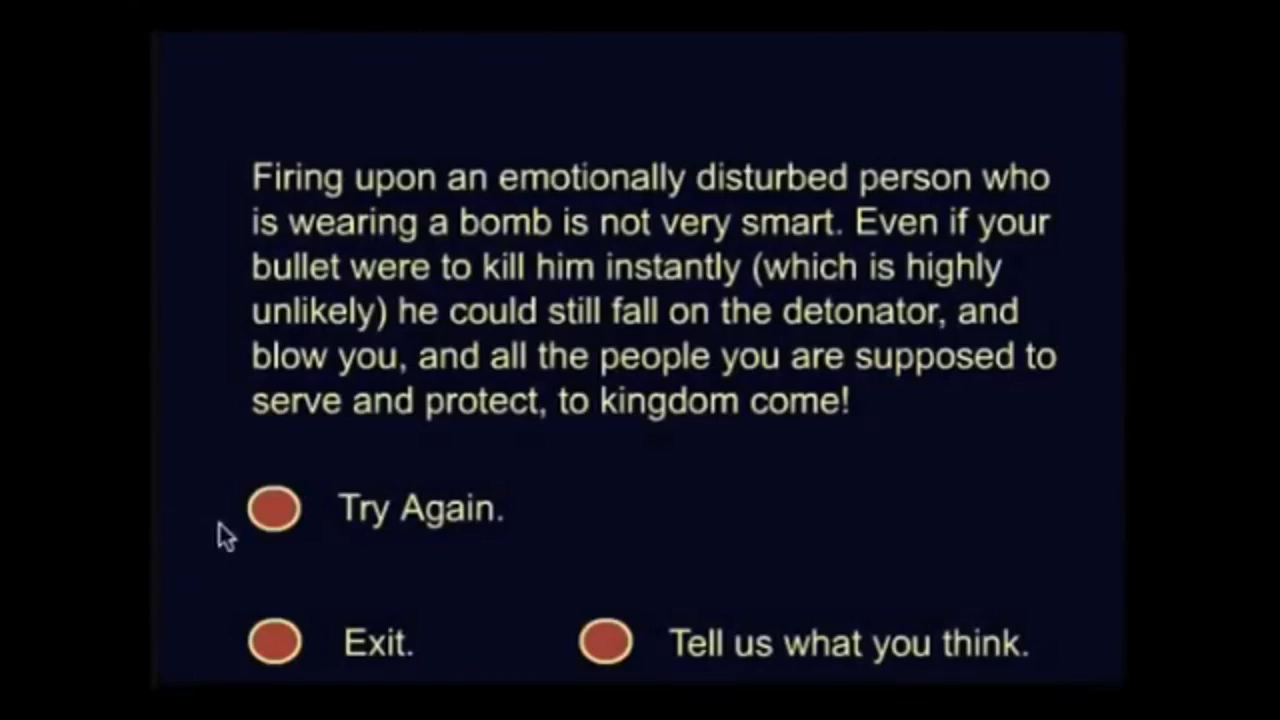 Firing upon an emotionally disturbed person who
is wearing a bomb is not very smart. Even if your
bullet were to kill him instantly (which is highly
unlikely) he could still fall on the detonator, and
blow you, and all the people you are supposed to
serve and protect, to kingdom come!
Try Again.
Exit.
Tell us what you think.